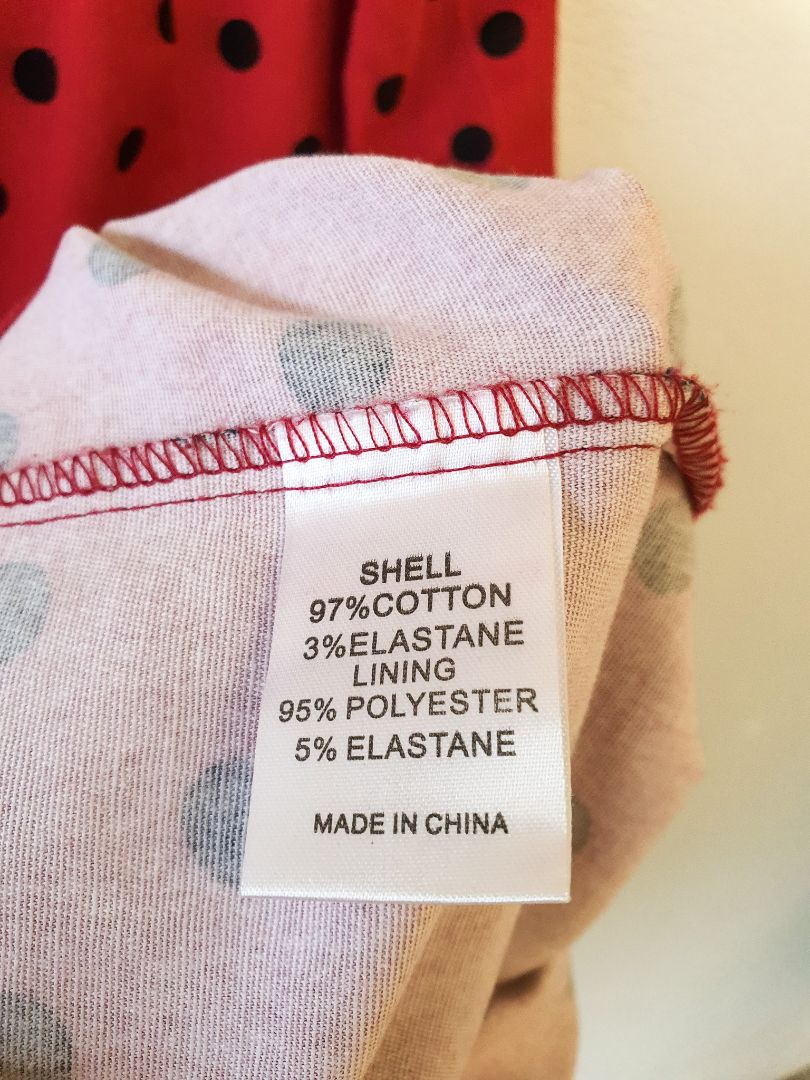 SHELL
97%COTTON
3%ELASTANE
LINING
95% POLYESTER
5% ELASTANE
MADE IN CHINA